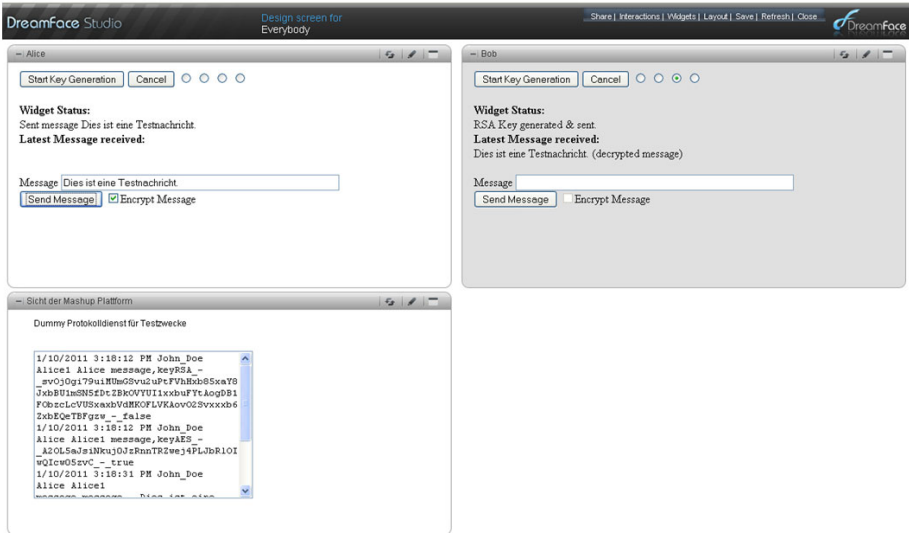 DreamFace Studio
Design screen for
Everybody
Share | Interactions | Widgets | Layout | Save | Refresh | Close
DreamFace
Alice
Start Key Generation Cancel
Widget Status:
Sent message Dies ist eine Testnachricht.
Latest Message received:
Message Dies ist eine Testnachricht.
Send Message Encrypt Message
Bob
Start Key Generation Cancel
Widget Status:
RSA Key generated & sent.
Latest Message received:
Dies ist eine Testnachricht. (decrypted message)
Message
Send Message Encrypt Message
Sicht der Mashup Plattform
Dummy Protokolldienst für Testzwecke
1/10/2011 3:18:12 PM John_Doe
Alice1 Alice message,keyRSA_-
_svOjOgi79uiMUmGSvu2uPtFVhHxb85xaY8
JxbBU1mSN5fDtZBkOVYUI1xxbuFYtAogDB1
FObzcLcVUSxaxbVdMKOFLVKAovO2Svxxxb6
ZxbEQeTBFgzw_-_false
1/10/2011 3:18:12 PM John_Doe
Alice Alice1 message,keyAES_-
_A2OL5aJsiNkujOJzRnnTRZwej4PLJbR1OI
wQIcwO5zvC_-_true
1/10/2011 3:18:31 PM John_Doe
Alice Alice1